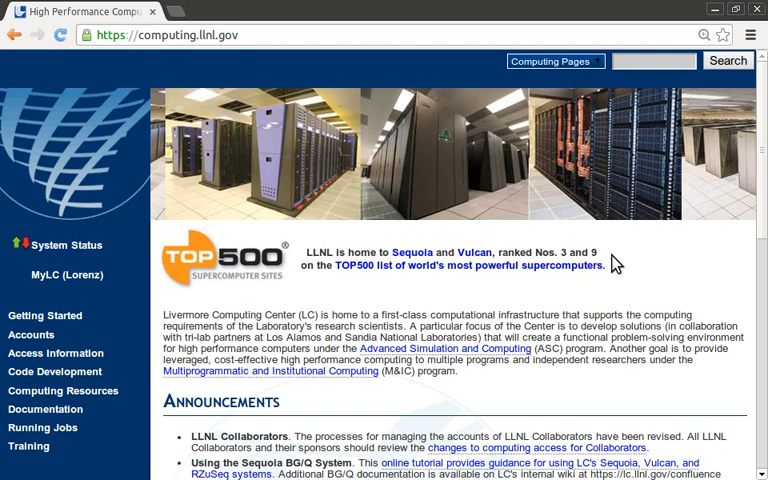 High Performance Compu
https://computing.llnl.gov
Computing Pages
Search
System Status
MyLC (Lorenz)
Getting Started
Accounts
Access Information
Code Development
Computing Resources
Documentation
Running Jobs
Training
TOP500®
SUPERCOMPUTER SITES
LLNL is home to Sequoia and Vulcan, ranked Nos. 3 and 9
on the TOP500 list of world's most powerful supercomputers.
Livermore Computing Center (LC) is home to a first-class computational infrastructure that supports the computing
requirements of the Laboratory's research scientists. A particular focus of the Center is to develop solutions (in collaboration
with tri-lab partners at Los Alamos and Sandia National Laboratories) that will create a functional problem-solving environment
for high performance computers under the Advanced Simulation and Computing (ASC) program. Another goal is to provide
leveraged, cost-effective high performance computing to multiple programs and independent researchers under the
Multiprogrammatic and Institutional Computing (M&IC) program.
ANNOUNCEMENTS
• LLNL Collaborators. The processes for managing the accounts of LLNL Collaborators have been revised. All LLNL
Collaborators and their sponsors should review the changes to computing access for Collaborators.
• Using the Sequoia BG/Q System. This online tutorial provides guidance for using LC's Sequoia, Vulcan, and
RZuSeq systems. Additional BG/Q documentation is available on LC's internal wiki at https://lc.llnl.gov/confluence